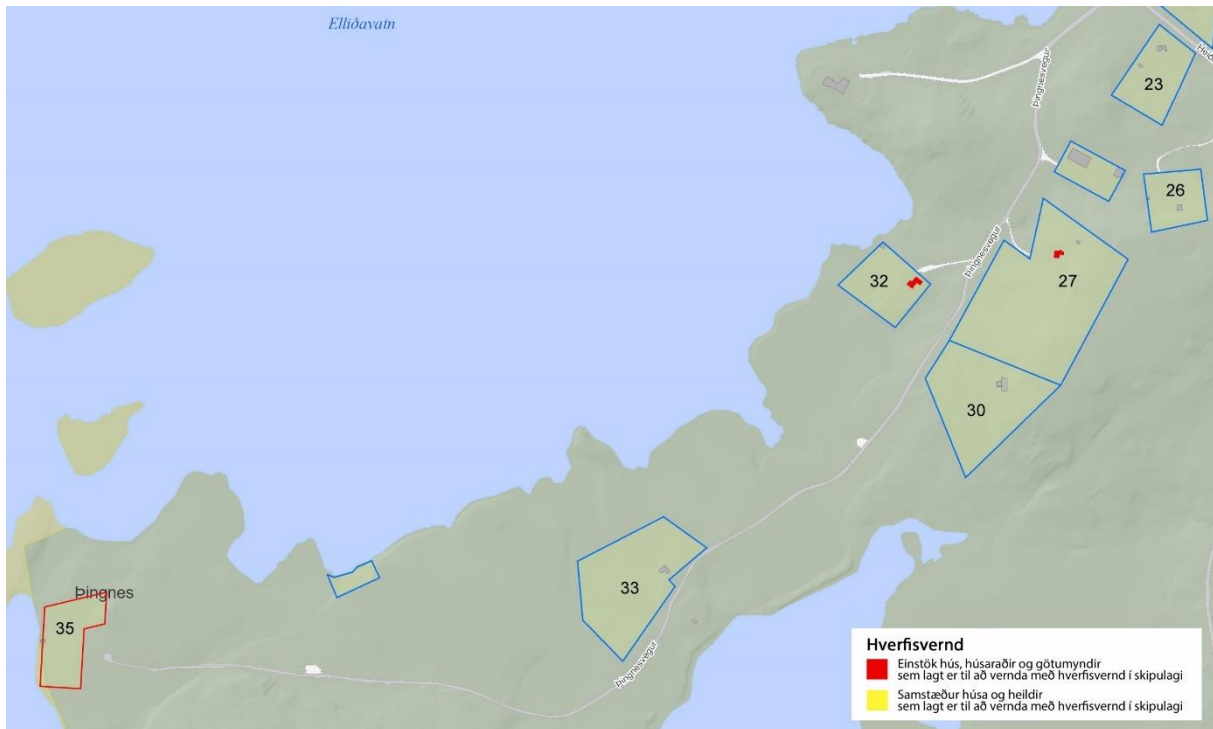 Elliðavatn
Þingnesvegur
Heið
23
26
Þingnesvegur
32
27
30
33
Þingnes
35
Þingnesvegur
Hverfisvernd
Einstök hús, húsaraðir og götumyndir
sem lagt er til að vernda með hverfisvernd í skipulagi
Samstæður húsa og heildir
sem lagt er til að vernda með hverfisvernd í skipulagi